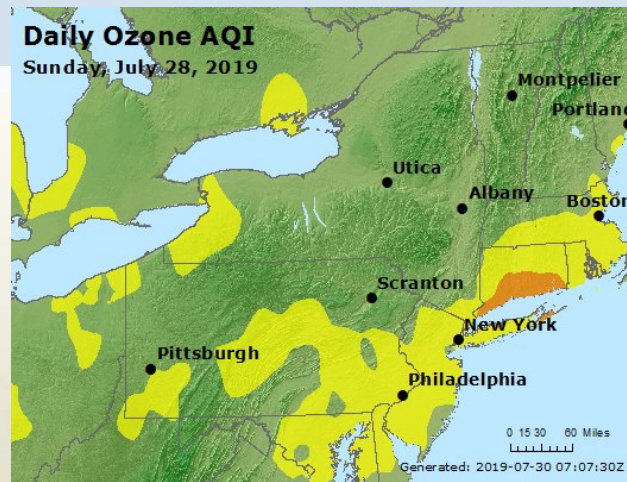 Daily Ozone AQI
Sunday, July 28, 2019
Montpelier
Portland
Utica
Albany
Boston
Scranton
New York
Pittsburgh
Philadelphia
0 15 30 60 Miles
Generated: 2019-07-30 07:07:30Z